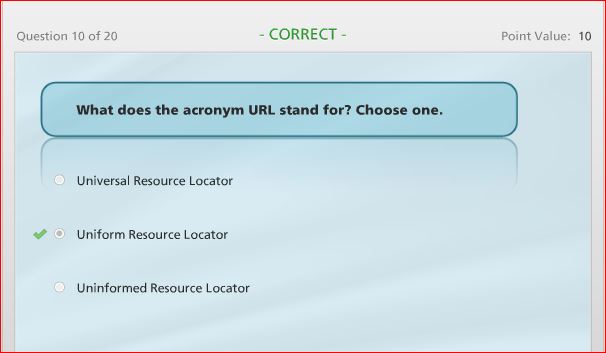 Question 10 of 20
- CORRECT -
Point Value: 10
What does the acronym URL stand for? Choose one.
Universal Resource Locator
Uniform Resource Locator
Uninformed Resource Locator